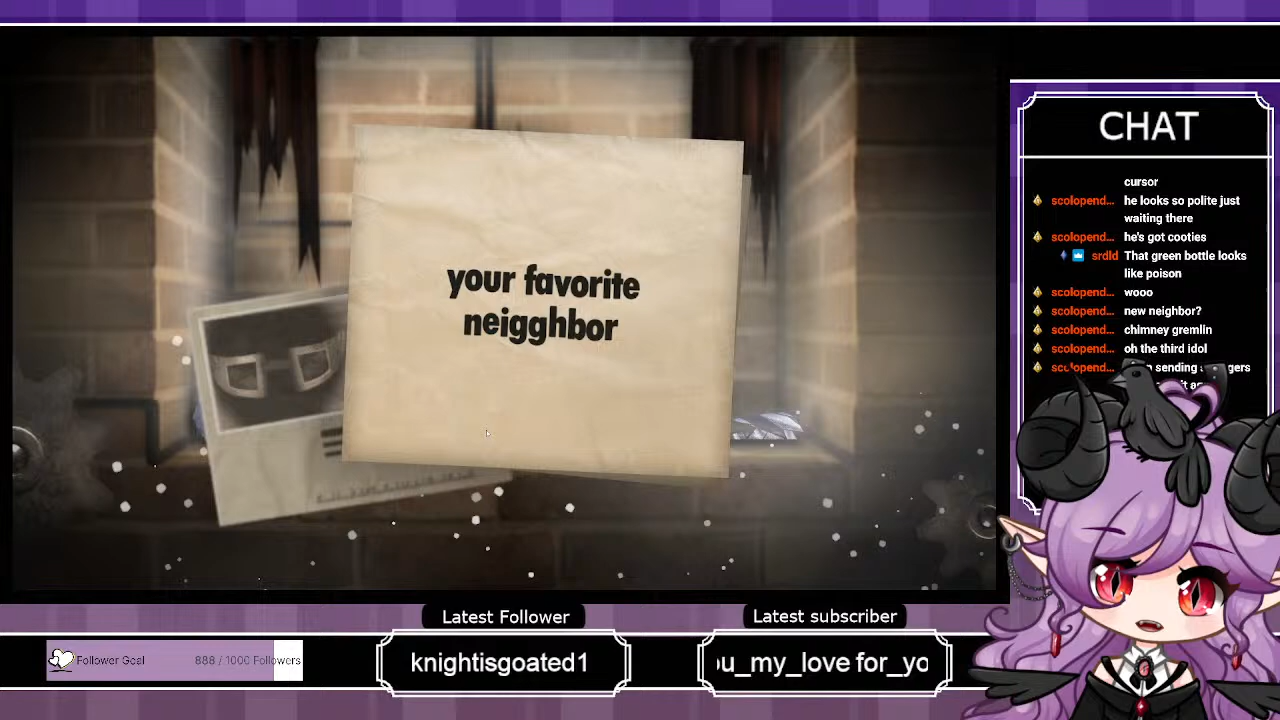 your favorite
neigghbor
CHAT
cursor
scolopend... he looks so polite just
waiting there
scolopend... he's got cooties
srdld That green bottle looks
like poison
scolopend... wooo
scolopend... new neighbor?
scolopend... chimney gremlin
scolopend... oh the third idol
sending
Latest Follower
Latest subscriber
Follower Goal 888 / 1000 Followers
knightisgoated1
u_my_love for_yo